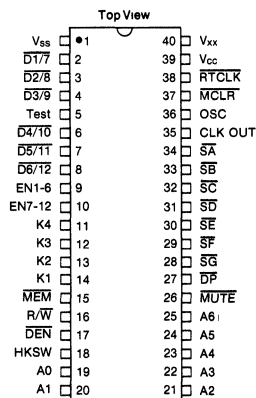 Top View
Vss 1 40 Vxx
D1/7 2 39 Vcc
D2/8 3 38 RTCLK
D3/9 4 37 MCLR
Test 5 36 OSC
D4/10 6 35 CLK OUT
D5/11 7 34 SA
D6/12 8 33 SB
EN1-6 9 32 SC
EN7-12 10 31 SD
K4 11 30 SE
K3 12 29 SF
K2 13 28 SG
K1 14 27 DP
MEM 15 26 MUTE
R/W 16 25 A6
DEN 17 24 A5
HKSW 18 23 A4
A0 19 22 A3
A1 20 21 A2